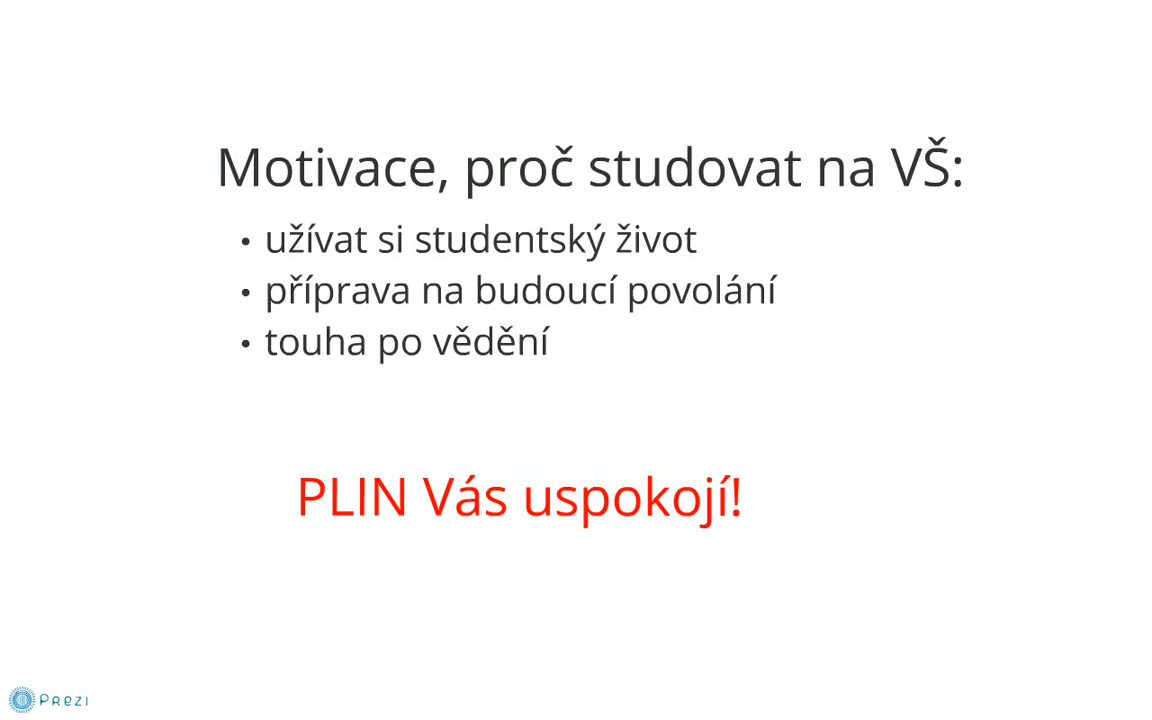 Motivace, proč studovat na VŠ:
• užívat si studentský život
• příprava na budoucí povolání
• touha po vědění
PLIN Vás uspokojí!
Prezi